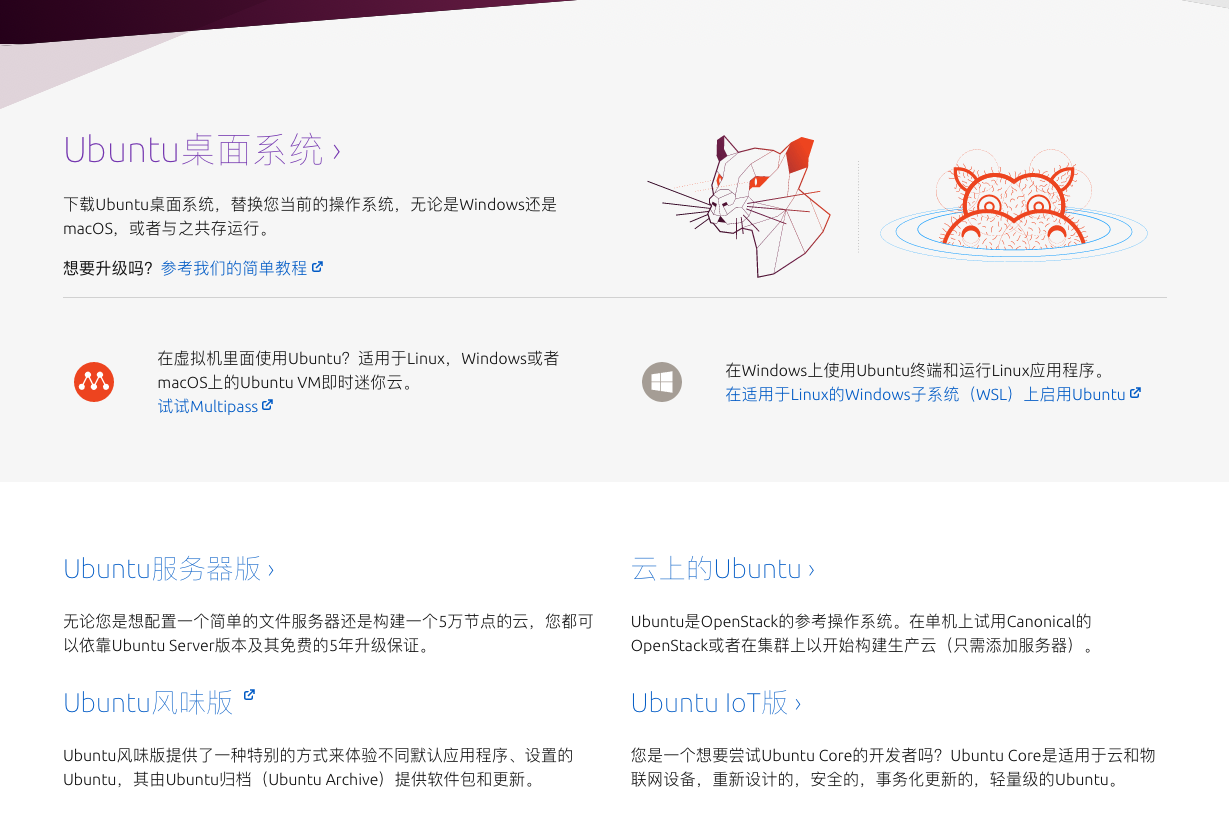 Ubuntu桌面系统 ›
下载Ubuntu桌面系统，替换您当前的操作系统，无论是Windows还是
macOS，或者与之共存运行。
想要升级吗？参考我们的简单教程
在虚拟机里面使用Ubuntu？适用于Linux，Windows或者
macOS上的Ubuntu VM即时迷你云。
试试Multipass
在Windows上使用Ubuntu终端和运行Linux应用程序。
在适用于Linux的Windows子系统（WSL）上启用Ubuntu
Ubuntu服务器版 ›
无论您是想配置一个简单的文件服务器还是构建一个5万节点的云，您都可
以依靠Ubuntu Server版本及其免费的5年升级保证。
云上的Ubuntu ›
Ubuntu是OpenStack的参考操作系统。在单机上试用Canonical的
OpenStack或者在集群上以开始构建生产云（只需添加服务器）。
Ubuntu风味版
Ubuntu风味版提供了一种特别的方式来体验不同默认应用程序、设置的
Ubuntu，其由Ubuntu归档（Ubuntu Archive）提供软件包和更新。
Ubuntu IoT版 ›
您是一个想要尝试Ubuntu Core的开发者吗？Ubuntu Core是适用于云和物
联网设备，重新设计的，安全的，事务化更新的，轻量级的Ubuntu。